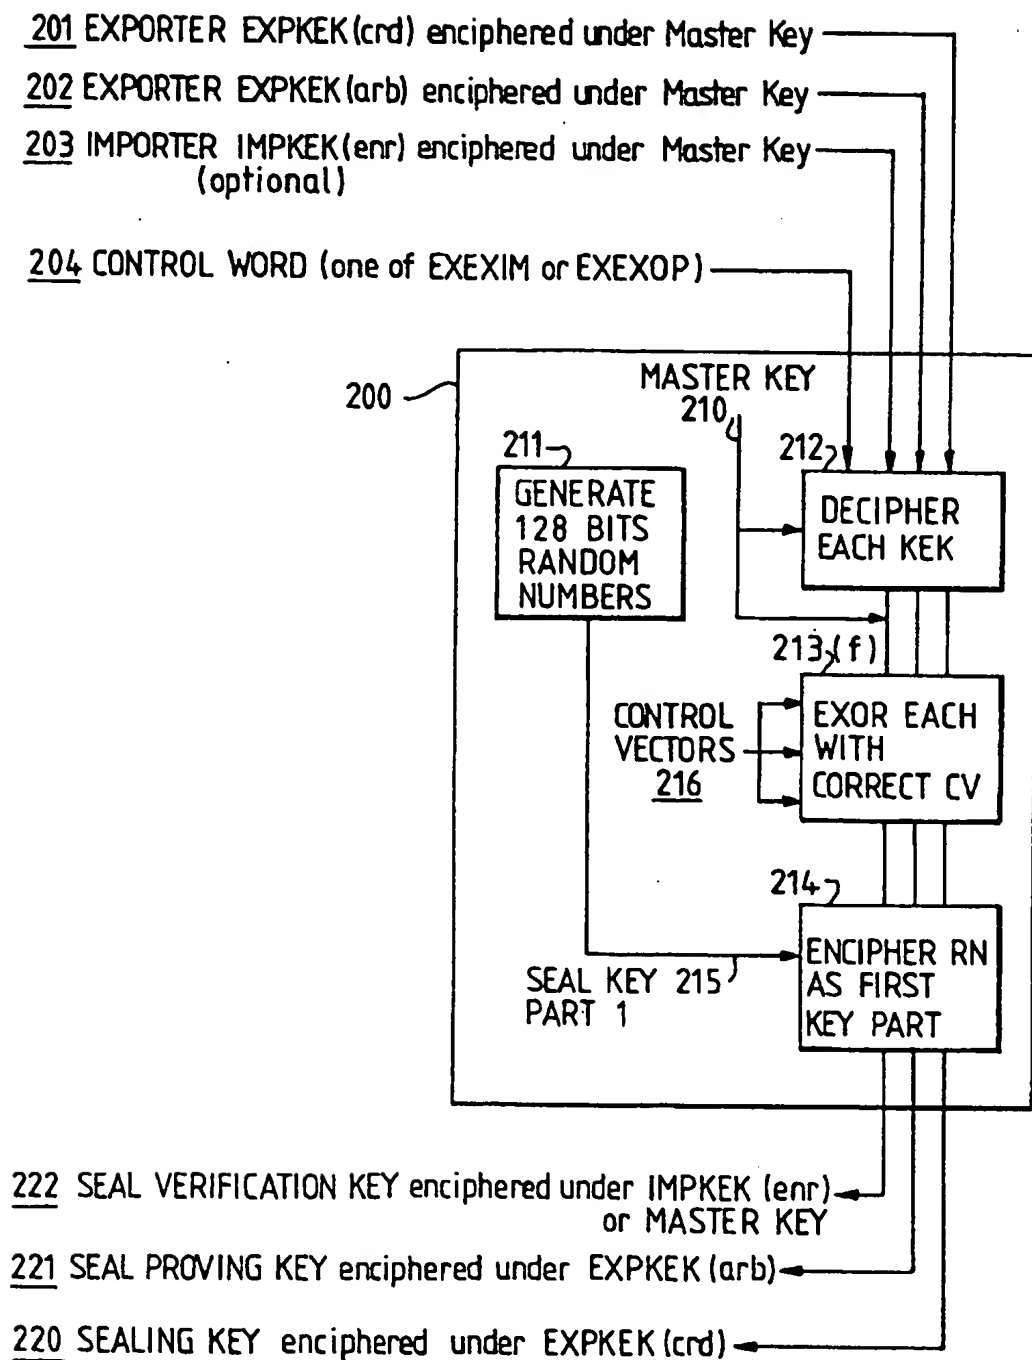 201 EXPORTER EXPKEK(crd) enciphered under Master Key
202 EXPORTER EXPKEK(arb) enciphered under Master Key
203 IMPORTER IMPKEK(enr) enciphered under Master Key
(optional)
204 CONTROL WORD (one of EXEXIM or EXEXOP)
200
MASTER KEY
210
211
GENERATE
128 BITS
RANDOM
NUMBERS
212
DECIPHER
EACH KEK
213(f)
CONTROL
VECTORS
216
EXOR EACH
WITH
CORRECT CV
214
ENCIPHER RN
AS FIRST
KEY PART
SEAL KEY 215
PART 1
222 SEAL VERIFICATION KEY enciphered under IMPKEK (enr)
or MASTER KEY
221 SEAL PROVING KEY enciphered under EXPKEK (arb)
220 SEALING KEY enciphered under EXPKEK (crd)